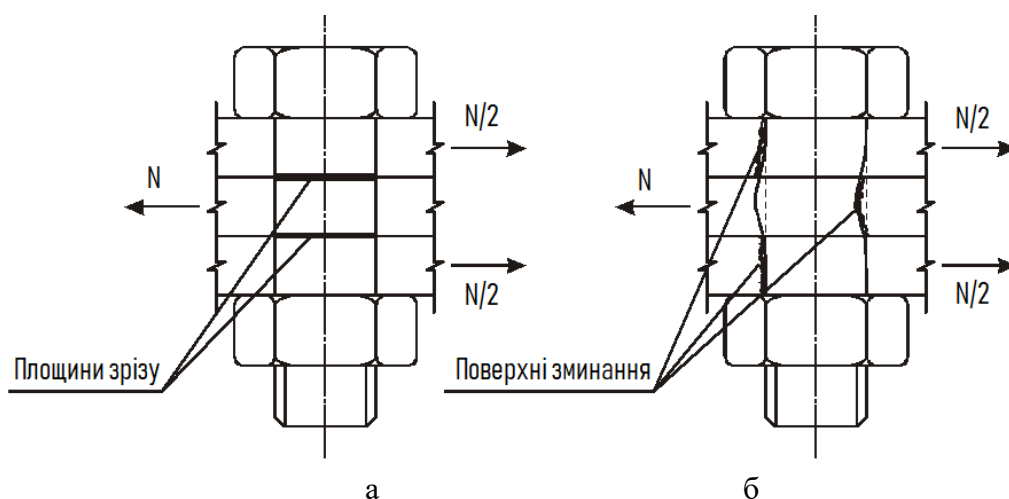 N/2
N
N/2
Площини зрізу
а
N/2
N
N/2
Поверхні зминання
б